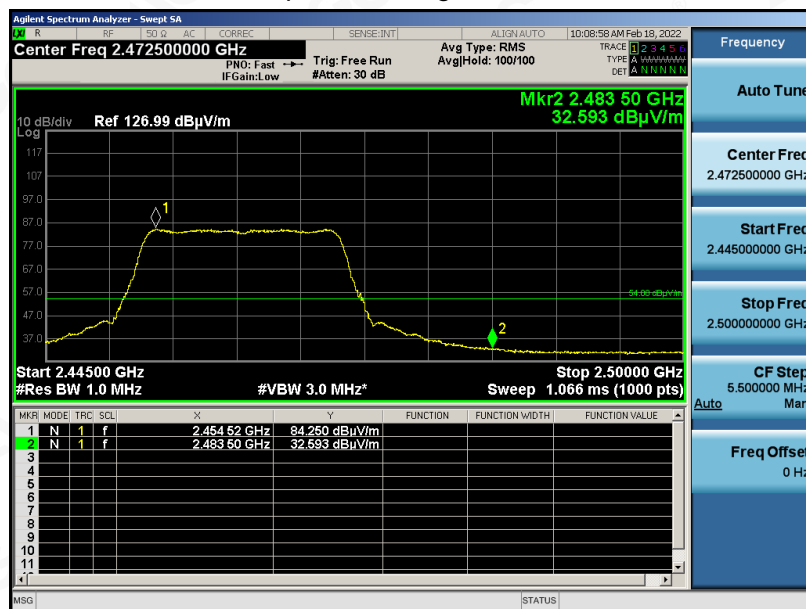 Agilent Spectrum Analyzer - Swept SA
LXI R RF 50 Ω AC CORREC SENSE:INT ALIGN AUTO 10:08:58 AM Feb 18, 2022
Center Freq 2.472500000 GHz
PNO: Fast
IFGain:Low
Trig: Free Run
#Atten: 30 dB
Avg Type: RMS
Avg|Hold: 100/100
TRACE 1 2 3 4 5 6
TYPE A WWWWW
DET A N N N N N
Mkr2 2.483 50 GHz
32.593 dBµV/m
10 dB/div Ref 126.99 dBµV/m
Log
117
107
97.0
87.0
77.0
67.0
57.0
47.0
37.0
1
2
54.00 dBµV/m
Start 2.44500 GHz Stop 2.50000 GHz
#Res BW 1.0 MHz #VBW 3.0 MHz* Sweep 1.066 ms (1000 pts)
MKR MODE TRC SCL X Y FUNCTION FUNCTION WIDTH FUNCTION VALUE
1 N 1 f 2.454 52 GHz 84.250 dBµV/m
2 N 1 f 2.483 50 GHz 32.593 dBµV/m
3
4
5
6
7
8
9
10
11
MSG STATUS
Frequency
Auto Tune
Center Freq
2.472500000 GHz
Start Freq
2.445000000 GHz
Stop Freq
2.500000000 GHz
CF Step
5.500000 MHz
Auto Man
Freq Offset
0 Hz